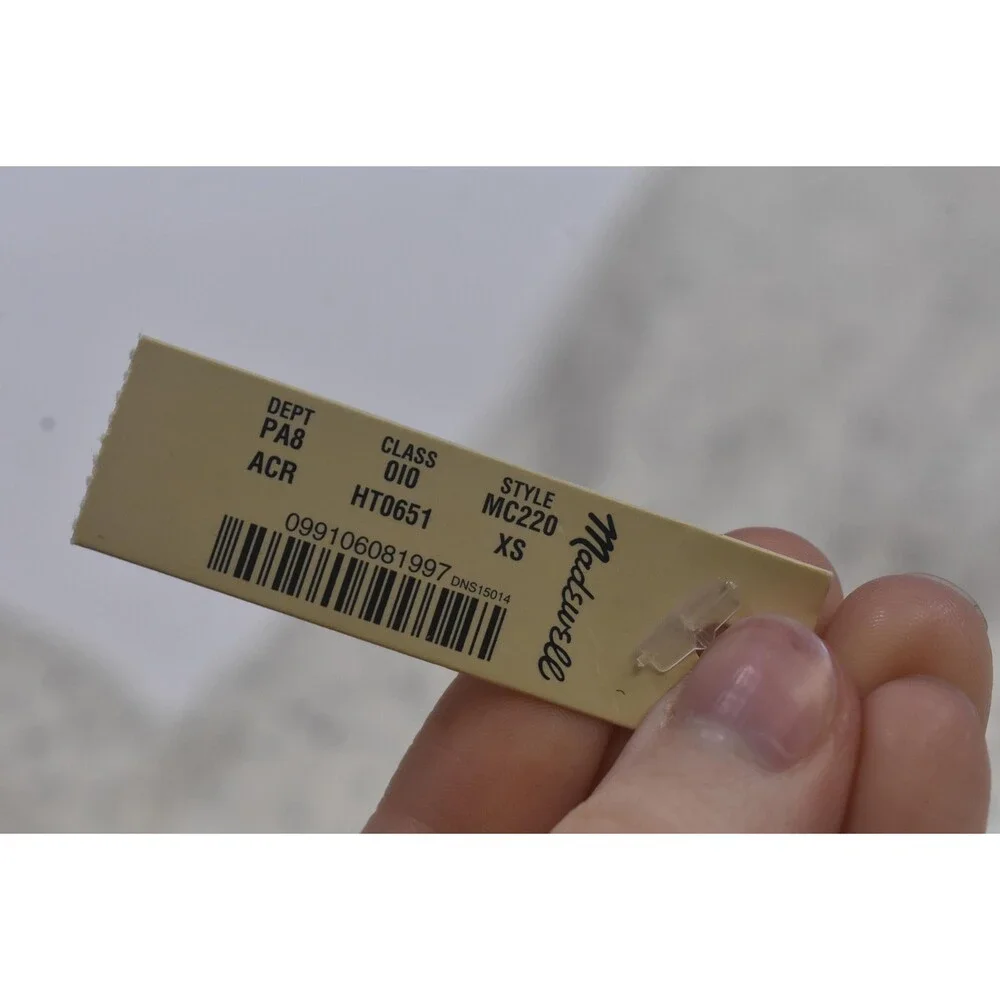 Madewell
DEPT CLASS STYLE
PA8 010 MC220
ACR HT0651 XS
099106081997 DNS15014